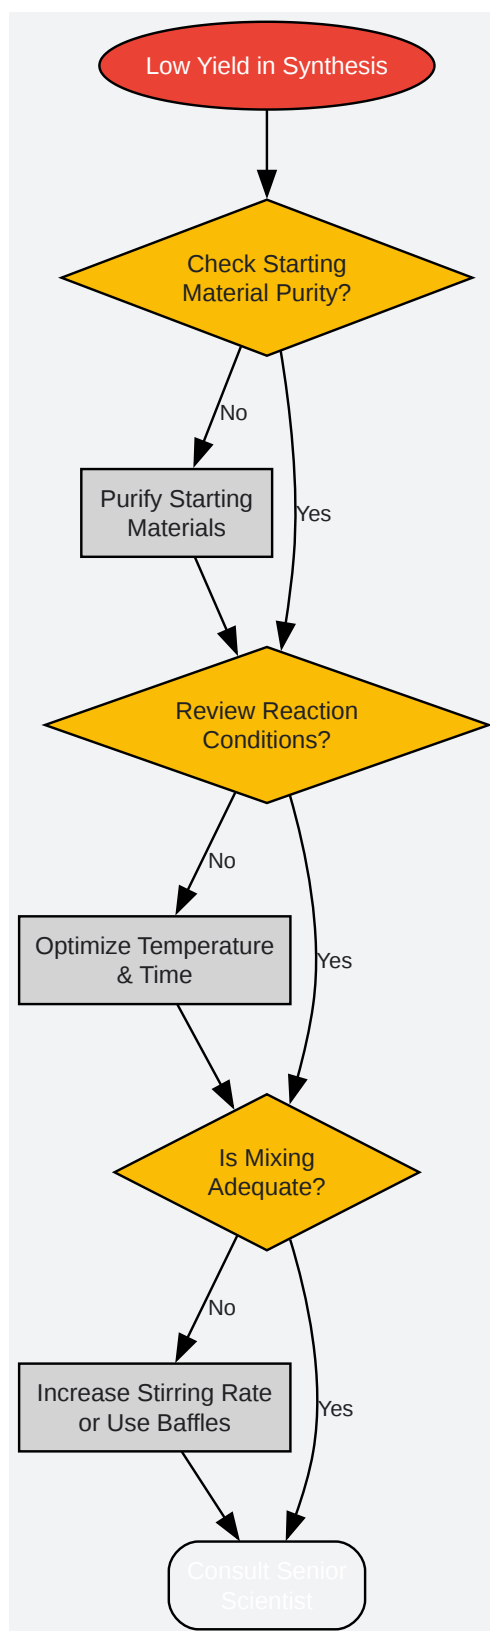 Low Yield in Synthesis
Check Starting
Material Purity?
No
Purify Starting
Materials
Yes
Review Reaction
Conditions?
No
Optimize Temperature
& Time
Yes
Is Mixing
Adequate?
No
Increase Stirring Rate
or Use Baffles
Yes
Consult Senior
Scientist